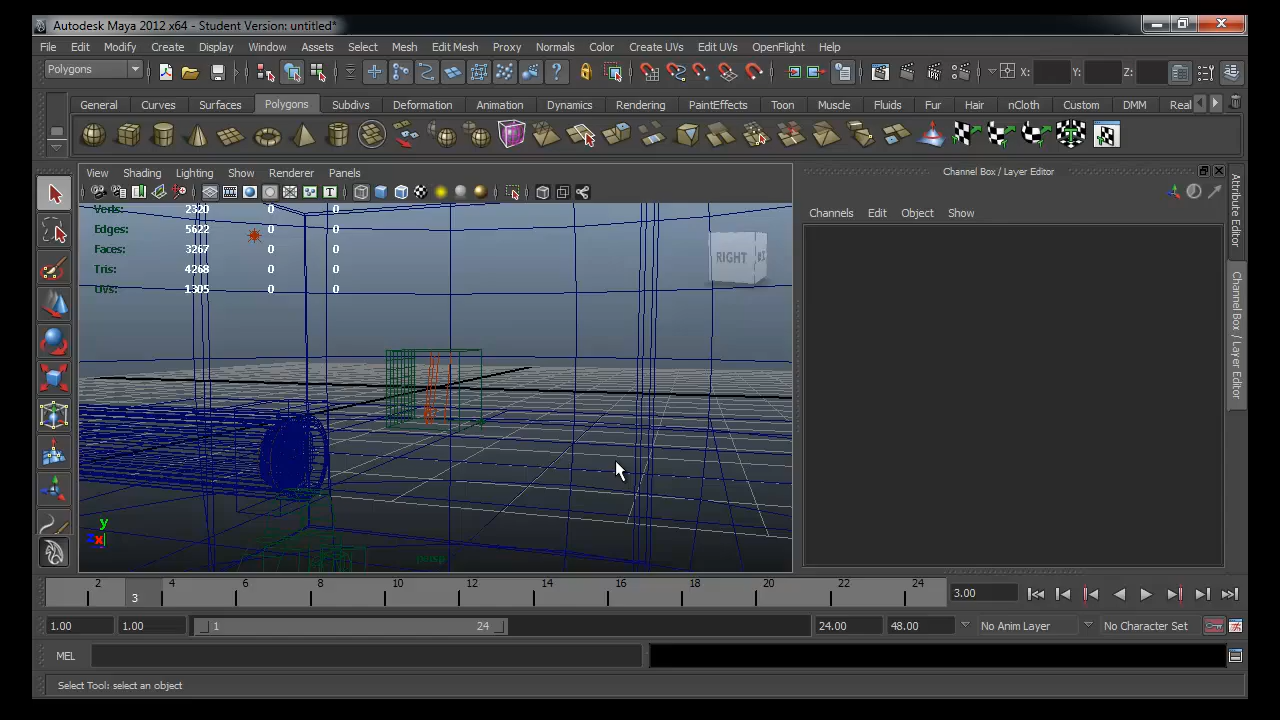 Autodesk Maya 2012 x64 - Student Version: untitled*
File Edit Modify Create Display Window Assets Select Mesh Edit Mesh Proxy Normals Color Create UVs Edit UVs OpenFlight Help
Polygons X: Y: Z:
General Curves Surfaces Polygons Subdivs Deformation Animation Rendering Dynamics PaintEffects Toon Muscle Fluids Fur Hair nCloth Custom DMM Real
View Shading Lighting Show Renderer Panels
Channel Box / Layer Editor
Channels Edit Object Show
Verts: 2320 0 0
Edges: 5622 0 0
Faces: 3267 0 0
Tris: 4268 0 0
UVs: 1305 0 0
RIGHT
Attribute Editor
Channel Box / Layer Editor
y
z x
persp
2 3 4 6 8 10 12 14 16 18 20 22 24 3.00
1.00 1.00 1 24 24.00 48.00 No Anim Layer No Character Set
MEL
Select Tool: select an object